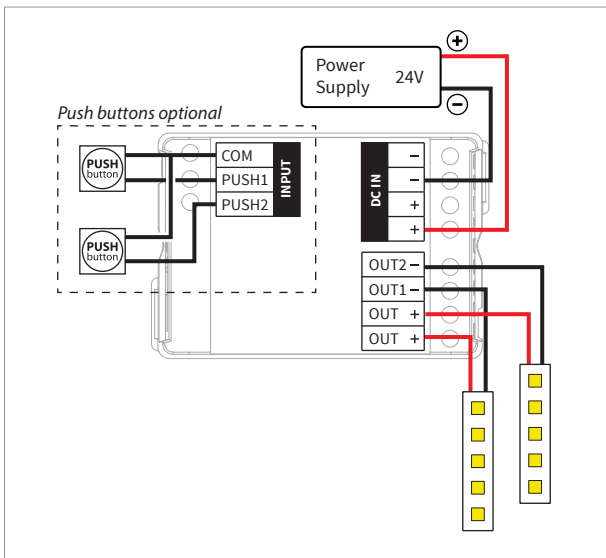 +
Power
Supply 24V
−
Push buttons optional
PUSH
button
COM
PUSH1
PUSH2
INPUT
PUSH
button
DC IN
−
−
+
+
OUT2 −
OUT1 −
OUT +
OUT +